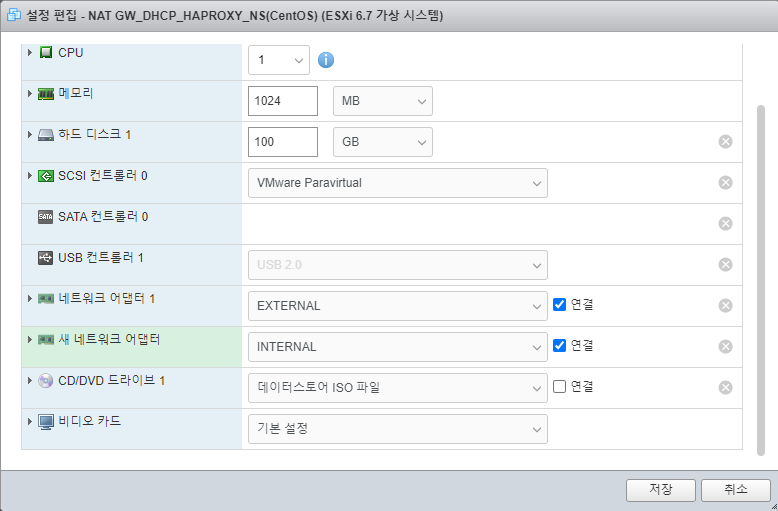 설정 편집 - NAT GW_DHCP_HAPROXY_NS(CentOS) (ESXi 6.7 가상 시스템)
CPU 1
메모리 1024 MB
하드 디스크 1 100 GB
SCSI 컨트롤러 0 VMware Paravirtual
SATA SATA 컨트롤러 0
USB 컨트롤러 1 USB 2.0
네트워크 어댑터 1 EXTERNAL 연결
새 네트워크 어댑터 INTERNAL 연결
CD/DVD 드라이브 1 데이터스토어 ISO 파일 연결
비디오 카드 기본 설정
저장 취소